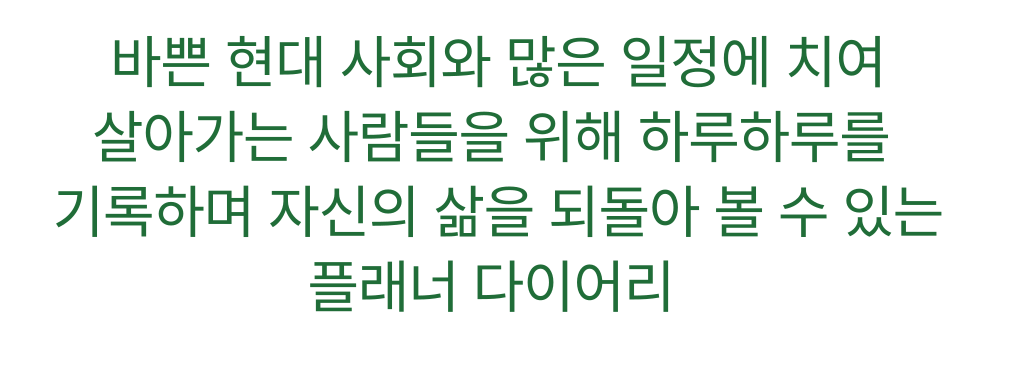 바쁜 현대 사회와 많은 일정에 치여
살아가는 사람들을 위해 하루하루를
기록하며 자신의 삶을 되돌아 볼 수 있는
플래너 다이어리